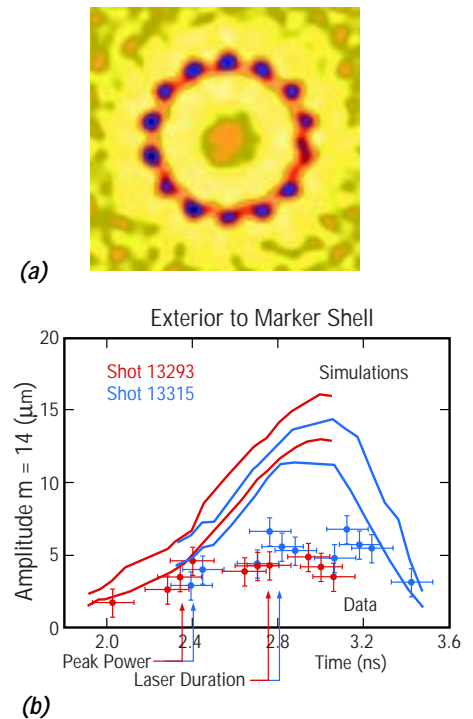 (a)
Exterior to Marker Shell
20
15
10
5
0
Amplitude m = 14 (μm)
Shot 13293
Shot 13315
Simulations
Data
2.0
2.4
2.8
3.2
3.6
Time (ns)
Peak Power
Laser Duration
(b)